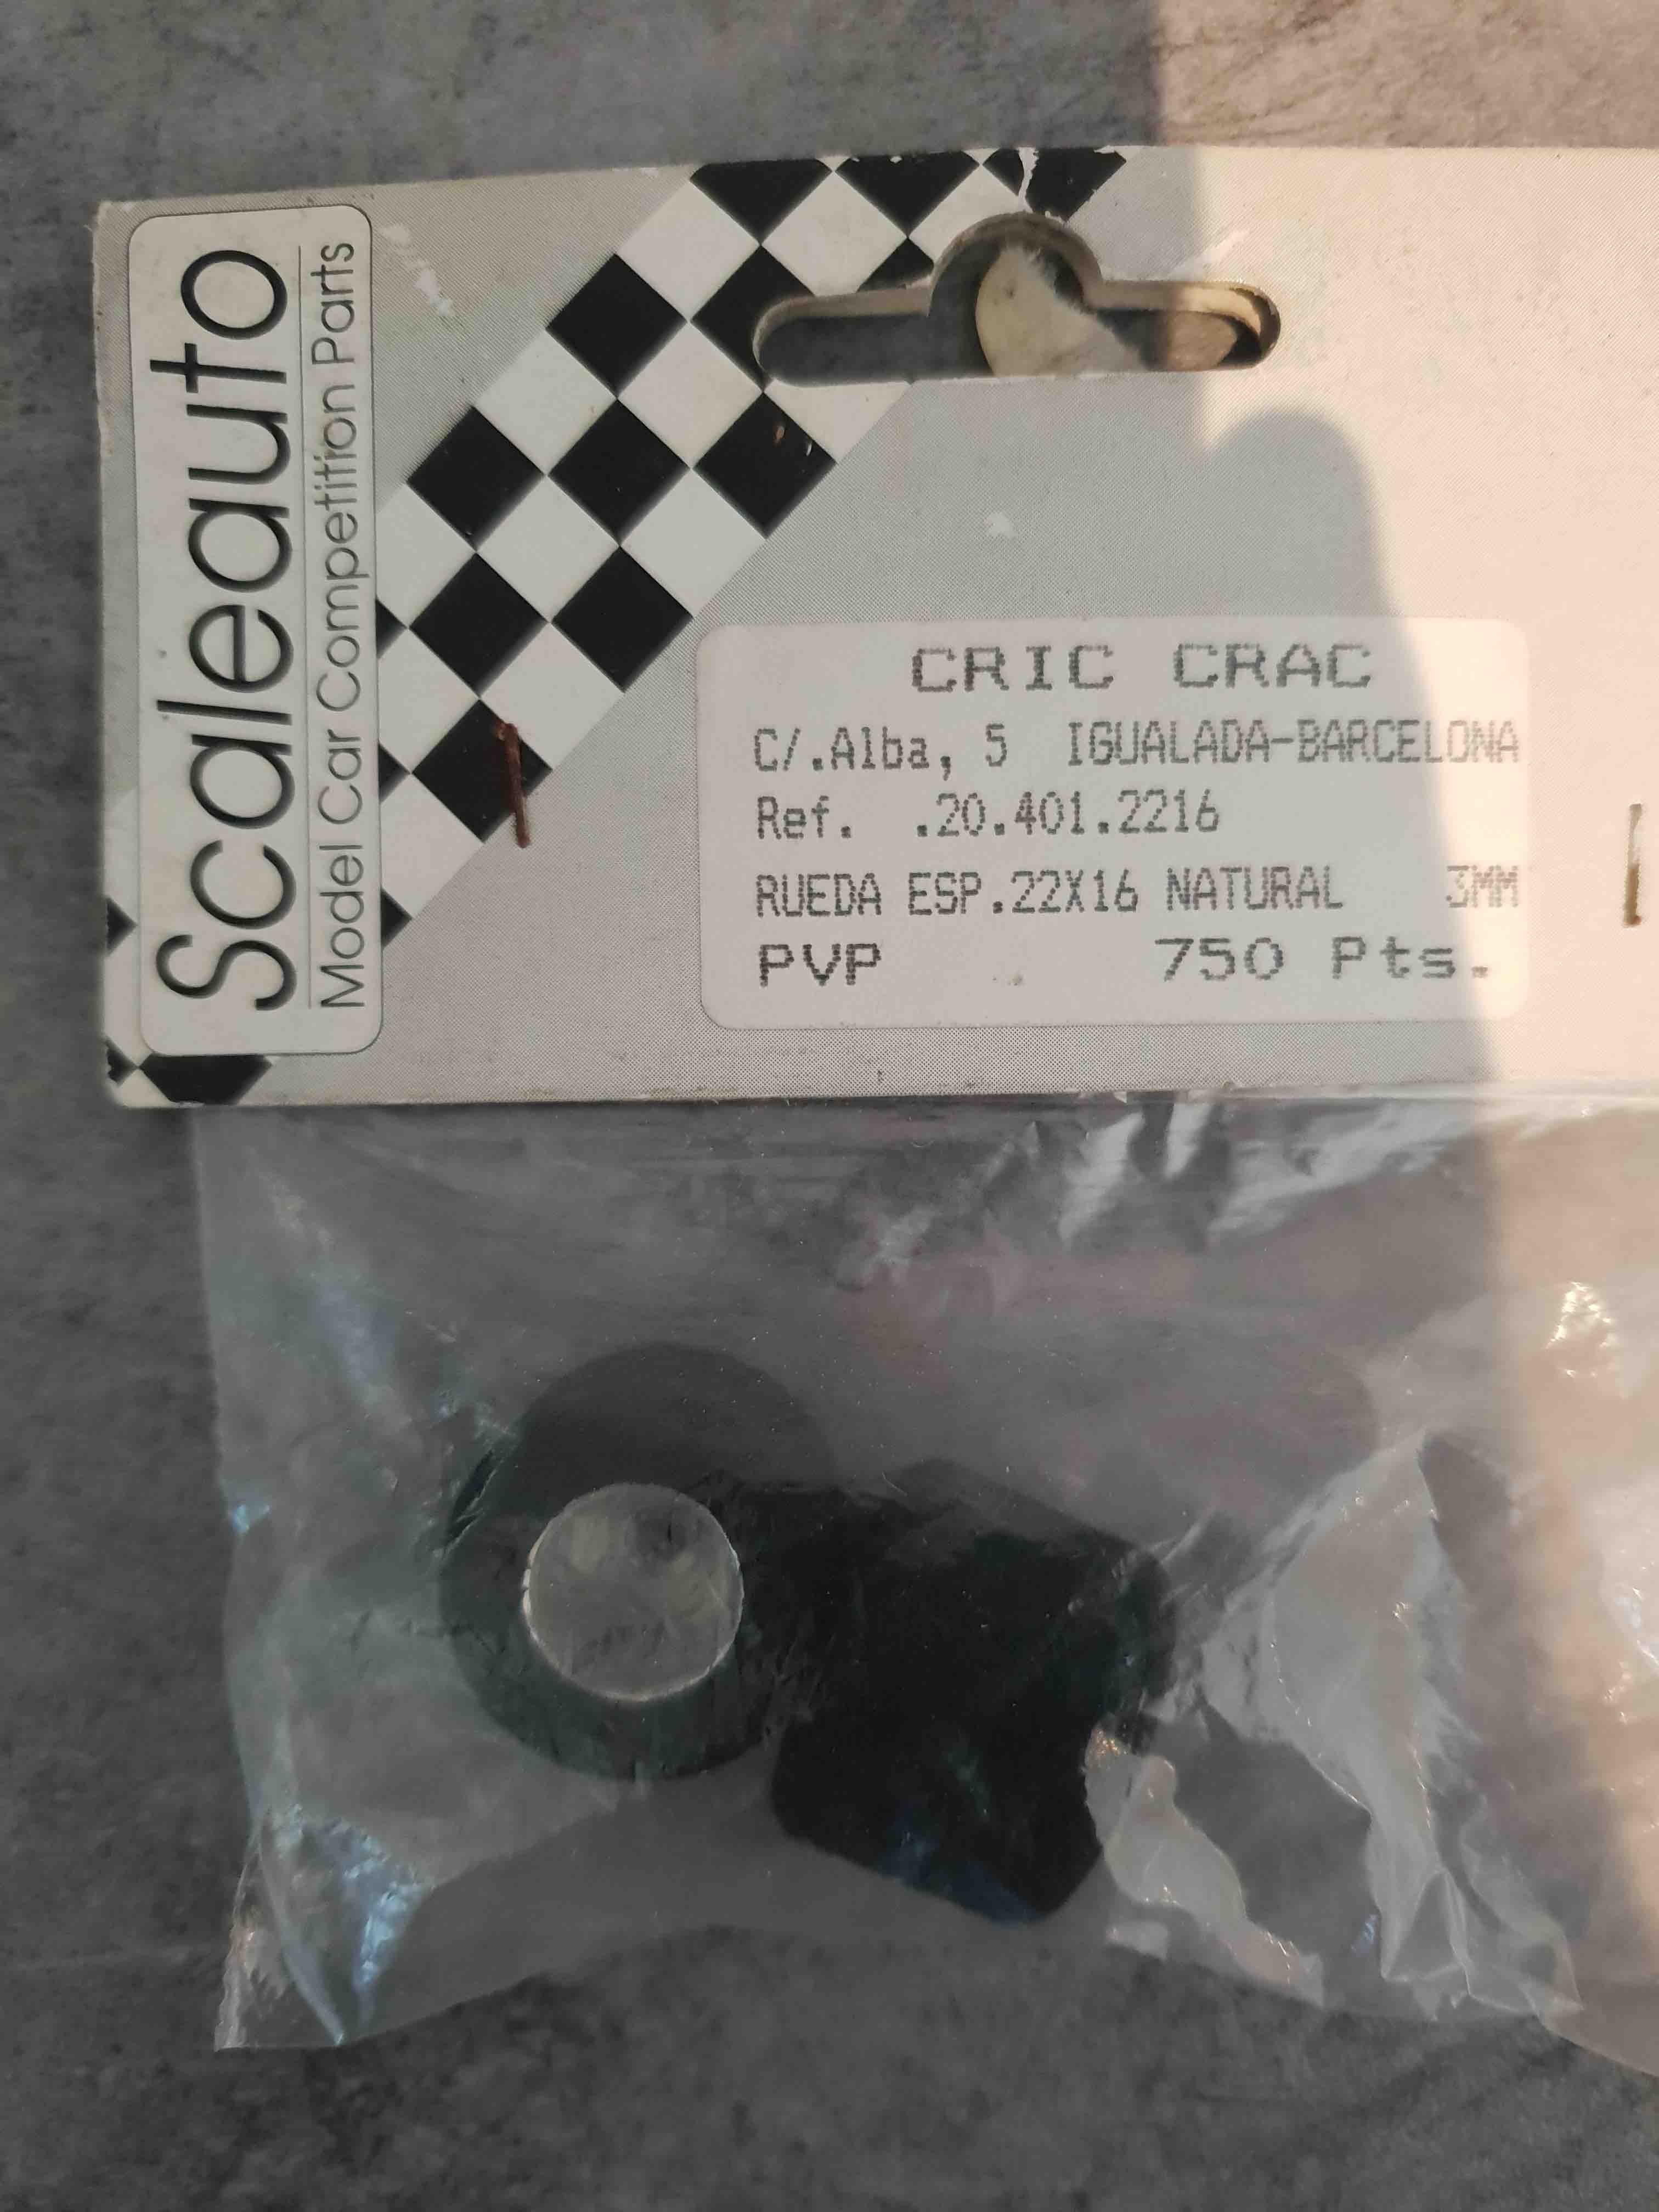 Scaleauto
Model Car Competition Parts
CRIC CRAC
C/.Alba, 5 IGUALADA-BARCELONA
Ref. .20.401.2216
RUEDA ESP.22X16 NATURAL 3MM
PVP 750 Pts.